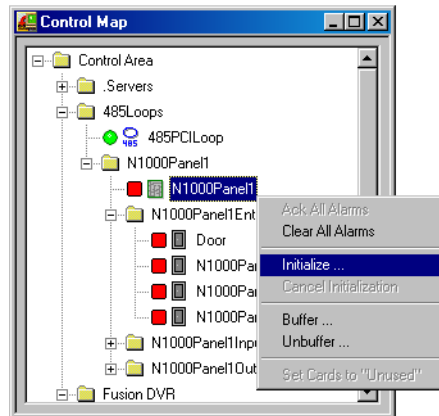 Control Map
Control Area
.Servers
485Loops
485
485PCILoop
N1000Panel1
N1000Panel1
N1000Panel1Ent
Door
N1000Pa
N1000Pa
N1000Pa
N1000Panel1Inpu
N1000Panel1Out
Fusion DVR
Ack All Alarms
Clear All Alarms
Initialize ...
Cancel Initialization
Buffer ...
Unbuffer ...
Set Cards to "Unused"